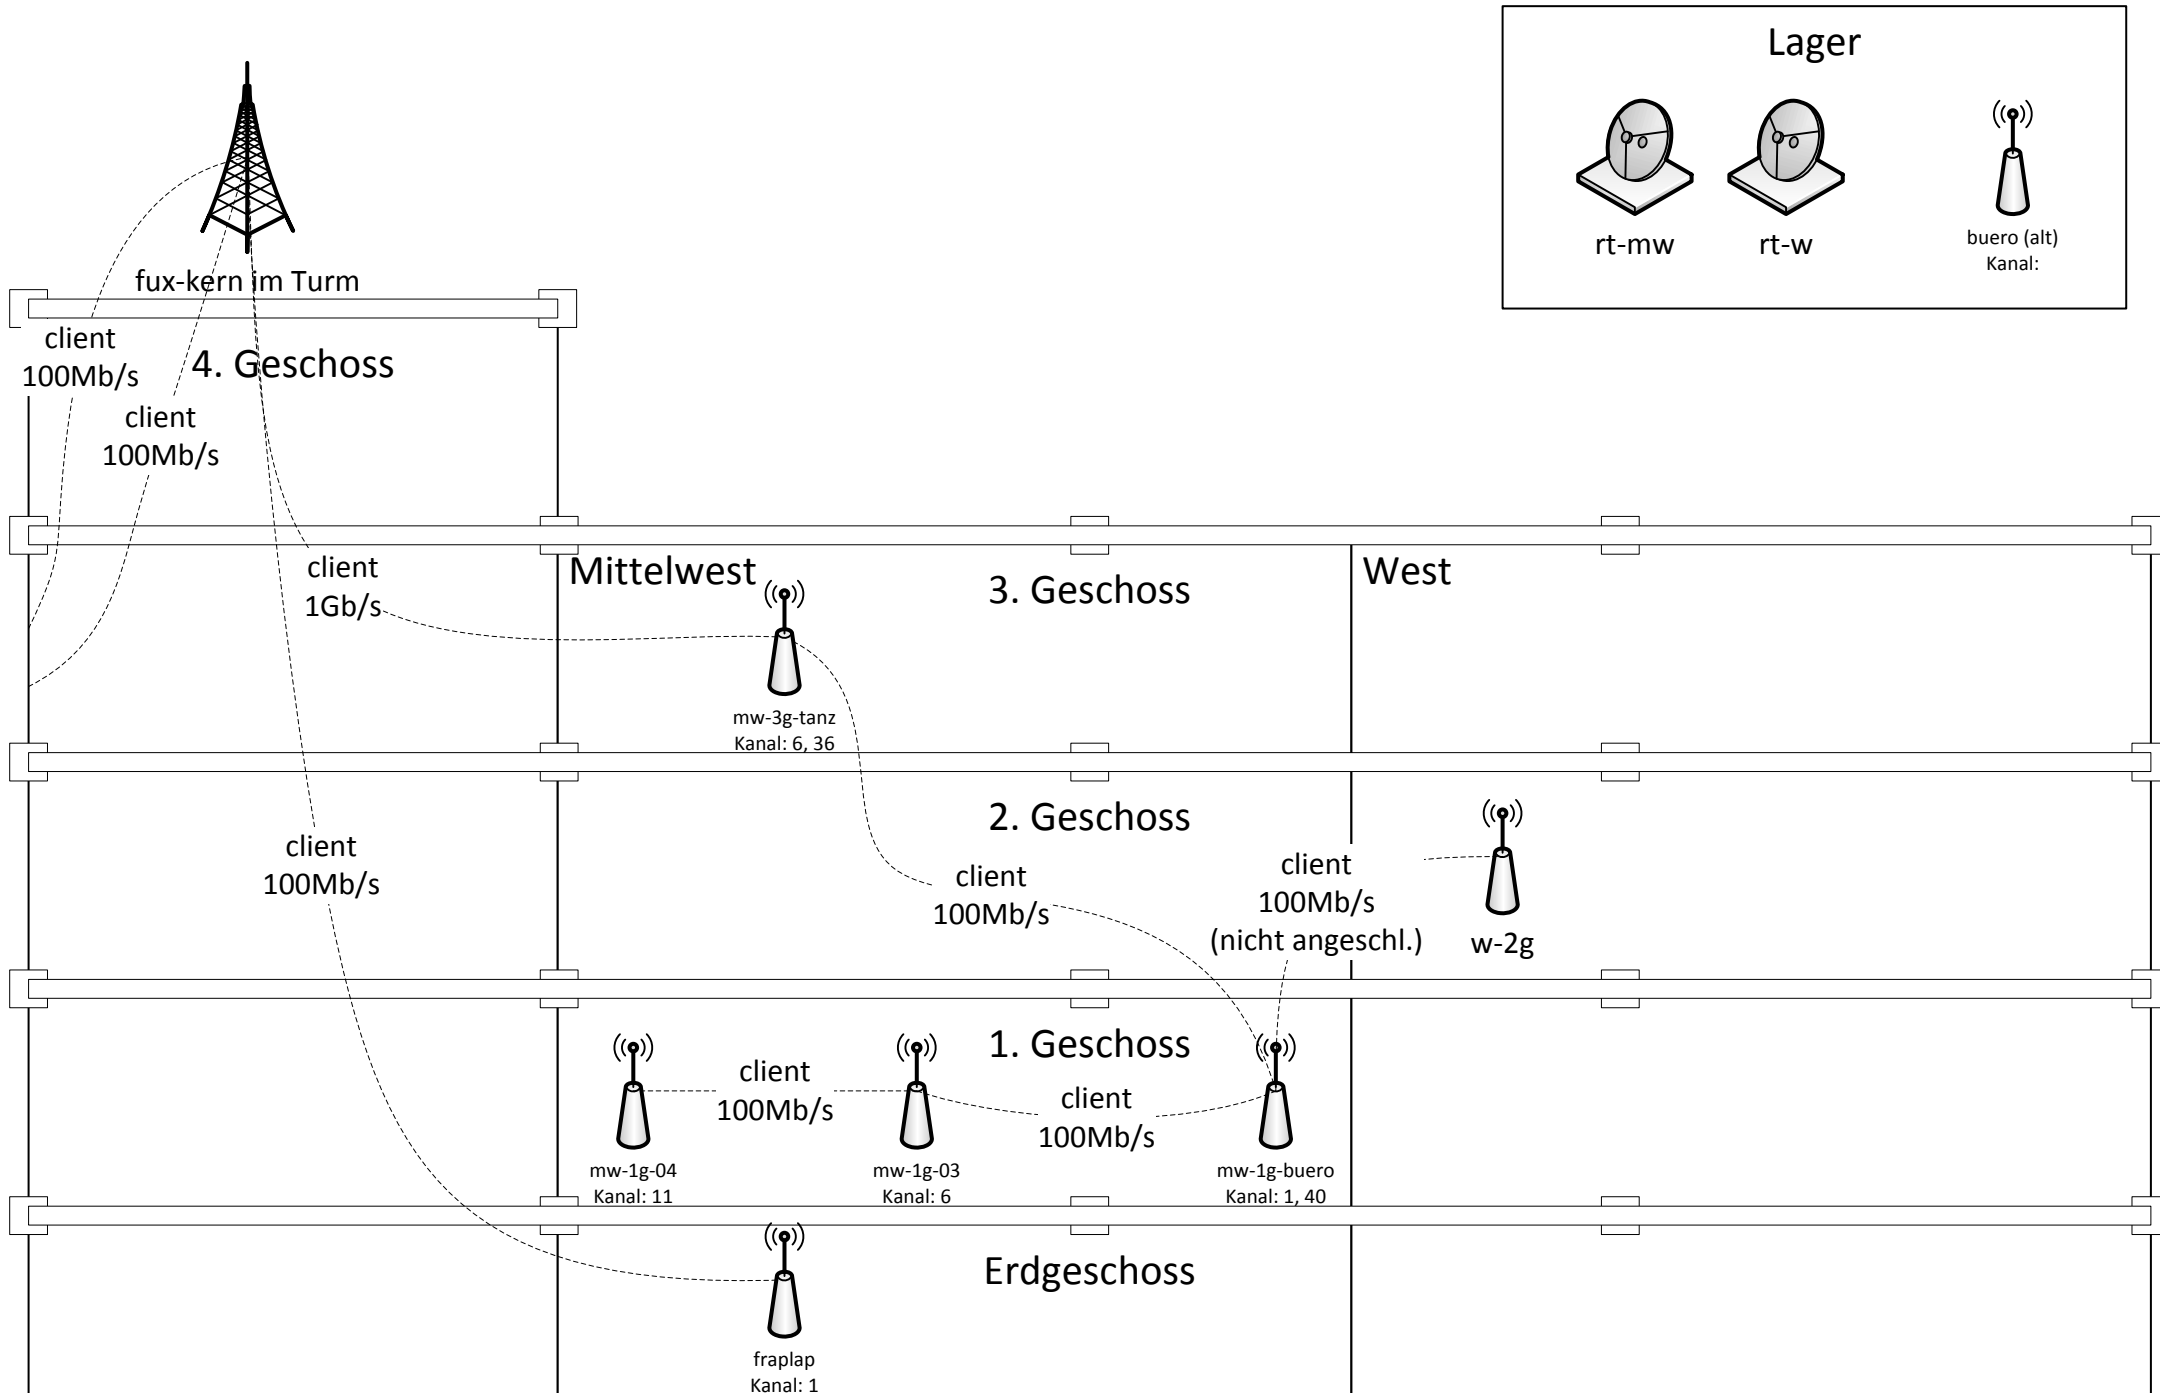 Lager
rt-mw
rt-w
buero (alt)
Kanal:
fux-kern im Turm
client
100Mb/s
4. Geschoss
client
100Mb/s
client
1Gb/s
Mittelwest
3. Geschoss
West
mw-3g-tanz
Kanal: 6, 36
2. Geschoss
client
100Mb/s
client
100Mb/s
client
100Mb/s
(nicht angeschl.)
w-2g
1. Geschoss
client
100Mb/s
client
100Mb/s
mw-1g-04
Kanal: 11
mw-1g-03
Kanal: 6
mw-1g-buero
Kanal: 1, 40
Erdgeschoss
fraplap
Kanal: 1